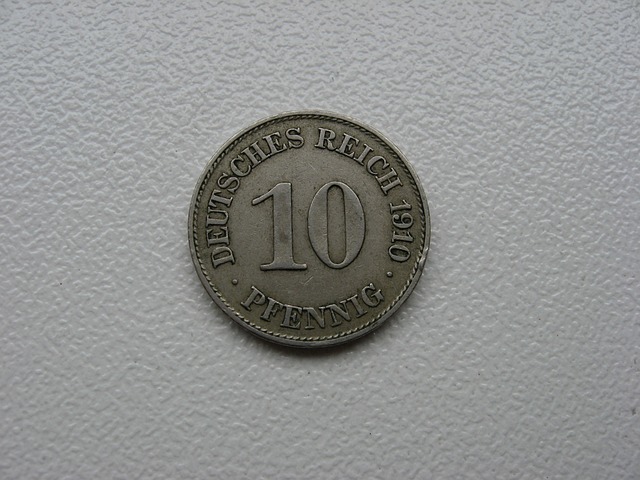 DEUTSCHES REICH 1910
10
· PFENNIG ·